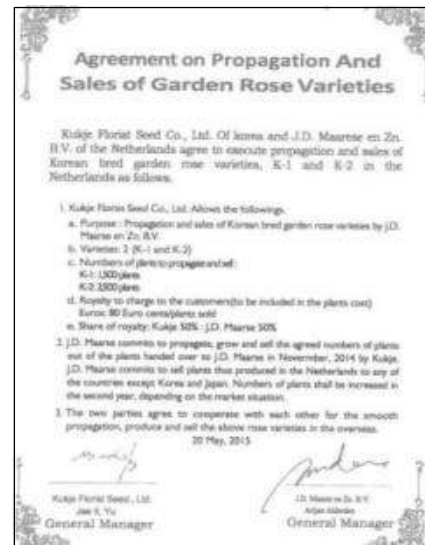 Agreement on Propagation And
Sales of Garden Rose Varieties
Kukje Florist Seed Co., Ltd. Of korea and J.D. Maarese en Zn.
B.V. of the Netherlands agree to execute propagation and sales of
Korean bred garden rose varieties, K-1 and K-2 in the
Netherlands as follows.
1. Kukje Florist Seed Co., Ltd. Allows the followings.
a. Purpose : Propagation and sales of Korean bred garden rose varieties by J.D.
Maarse en Zn. B.V.
b. Varieties: 2 (K-1 and K-2)
c. Numbers of plants to propagate and sell :
K-1: 1,500 plants
K-2: 3,500 plants
d. Royalty to charge to the customers(to be included in the plants cost)
Euros: 80 Euro cents/plants sold
e. Share of royalty: Kukje 50% : J.D. Maarse 50%
2. J.D. Maarse commits to propagate, grow and sell the agreed numbers of plants
out of the plants handed over to J.D. Maarse in November, 2014 by Kukje.
J.D. Maarse commits to sell plants thus produced in the Netherlands to any of
the countries except Korea and Japan. Numbers of plants shall be increased in
the second year, depending on the market situation.
3. The two parties agree to cooperate with each other for the smooth
propagation, produce and sell the above rose varieties in the overseas.
20 May, 2015
Kukje Florist Seed , Ltd.
Jae Yu
General Manager
J.D. Maarse en Zn. B.V.
Arjan
General Manager